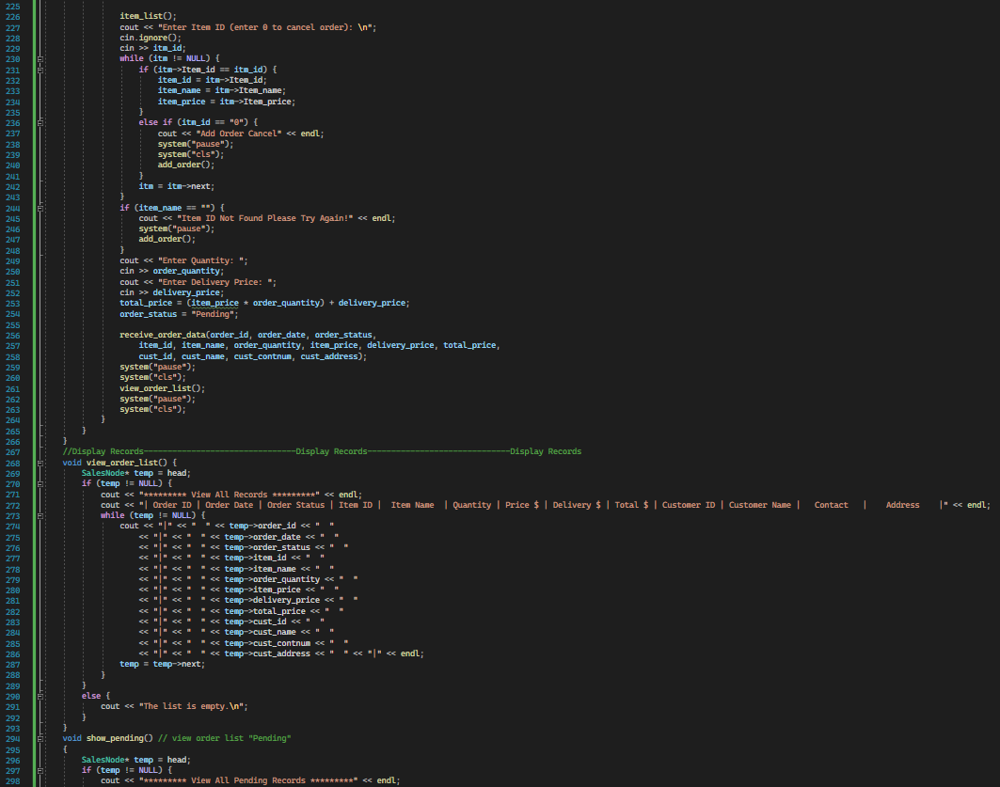 225
226 item_list();
227 cout << "Enter Item ID (enter 0 to cancel order): \n";
228 cin.ignore();
229 cin >> itm_id;
230 while (itm != NULL) {
231 if (itm->Item_id == itm_id) {
232 item_id = itm->Item_id;
233 item_name = itm->Item_name;
234 item_price = itm->Item_price;
235 }
236 else if (itm_id == "0") {
237 cout << "Add Order Cancel" << endl;
238 system("pause");
239 system("cls");
240 add_order();
241 }
242 itm = itm->next;
243 }
244 if (item_name == "") {
245 cout << "Item ID Not Found Please Try Again!" << endl;
246 system("pause");
247 add_order();
248 }
249 cout << "Enter Quantity: ";
250 cin >> order_quantity;
251 cout << "Enter Delivery Price: ";
252 cin >> delivery_price;
253 total_price = (item_price * order_quantity) + delivery_price;
254 order_status = "Pending";
255
256 receive_order_data(order_id, order_date, order_status,
257 item_id, item_name, order_quantity, item_price, delivery_price, total_price,
258 cust_id, cust_name, cust_contnum, cust_address);
259 system("pause");
260 system("cls");
261 view_order_list();
262 system("pause");
263 system("cls");
264 }
265 }
266 }
267 //Display Records--------------------------------Display Records------------------------------Display Records
268 void view_order_list() {
269 SalesNode* temp = head;
270 if (temp != NULL) {
271 cout << "********* View All Records *********" << endl;
272 cout << "| Order ID | Order Date | Order Status | Item ID |  Item Name  | Quantity | Price $ | Delivery $ | Total $ | Customer ID | Customer Name |   Contact   |    Address    |" << endl;
273 while (temp != NULL) {
274 cout << "|" << "  " << temp->order_id << "  "
275 << "|" << "  " << temp->order_date << "  "
276 << "|" << "  " << temp->order_status << "  "
277 << "|" << "  " << temp->item_id << "  "
278 << "|" << "  " << temp->item_name << "  "
279 << "|" << "  " << temp->order_quantity << "  "
280 << "|" << "  " << temp->item_price << "  "
281 << "|" << "  " << temp->delivery_price << "  "
282 << "|" << "  " << temp->total_price << "  "
283 << "|" << "  " << temp->cust_id << "  "
284 << "|" << "  " << temp->cust_name << "  "
285 << "|" << "  " << temp->cust_contnum << "  "
286 << "|" << "  " << temp->cust_address << "  " << "|" << endl;
287 temp = temp->next;
288 }
289 }
290 else {
291 cout << "The list is empty.\n";
292 }
293 }
294 void show_pending() // view order list "Pending"
295 {
296 SalesNode* temp = head;
297 if (temp != NULL) {
298 cout << "********* View All Pending Records *********" << endl;